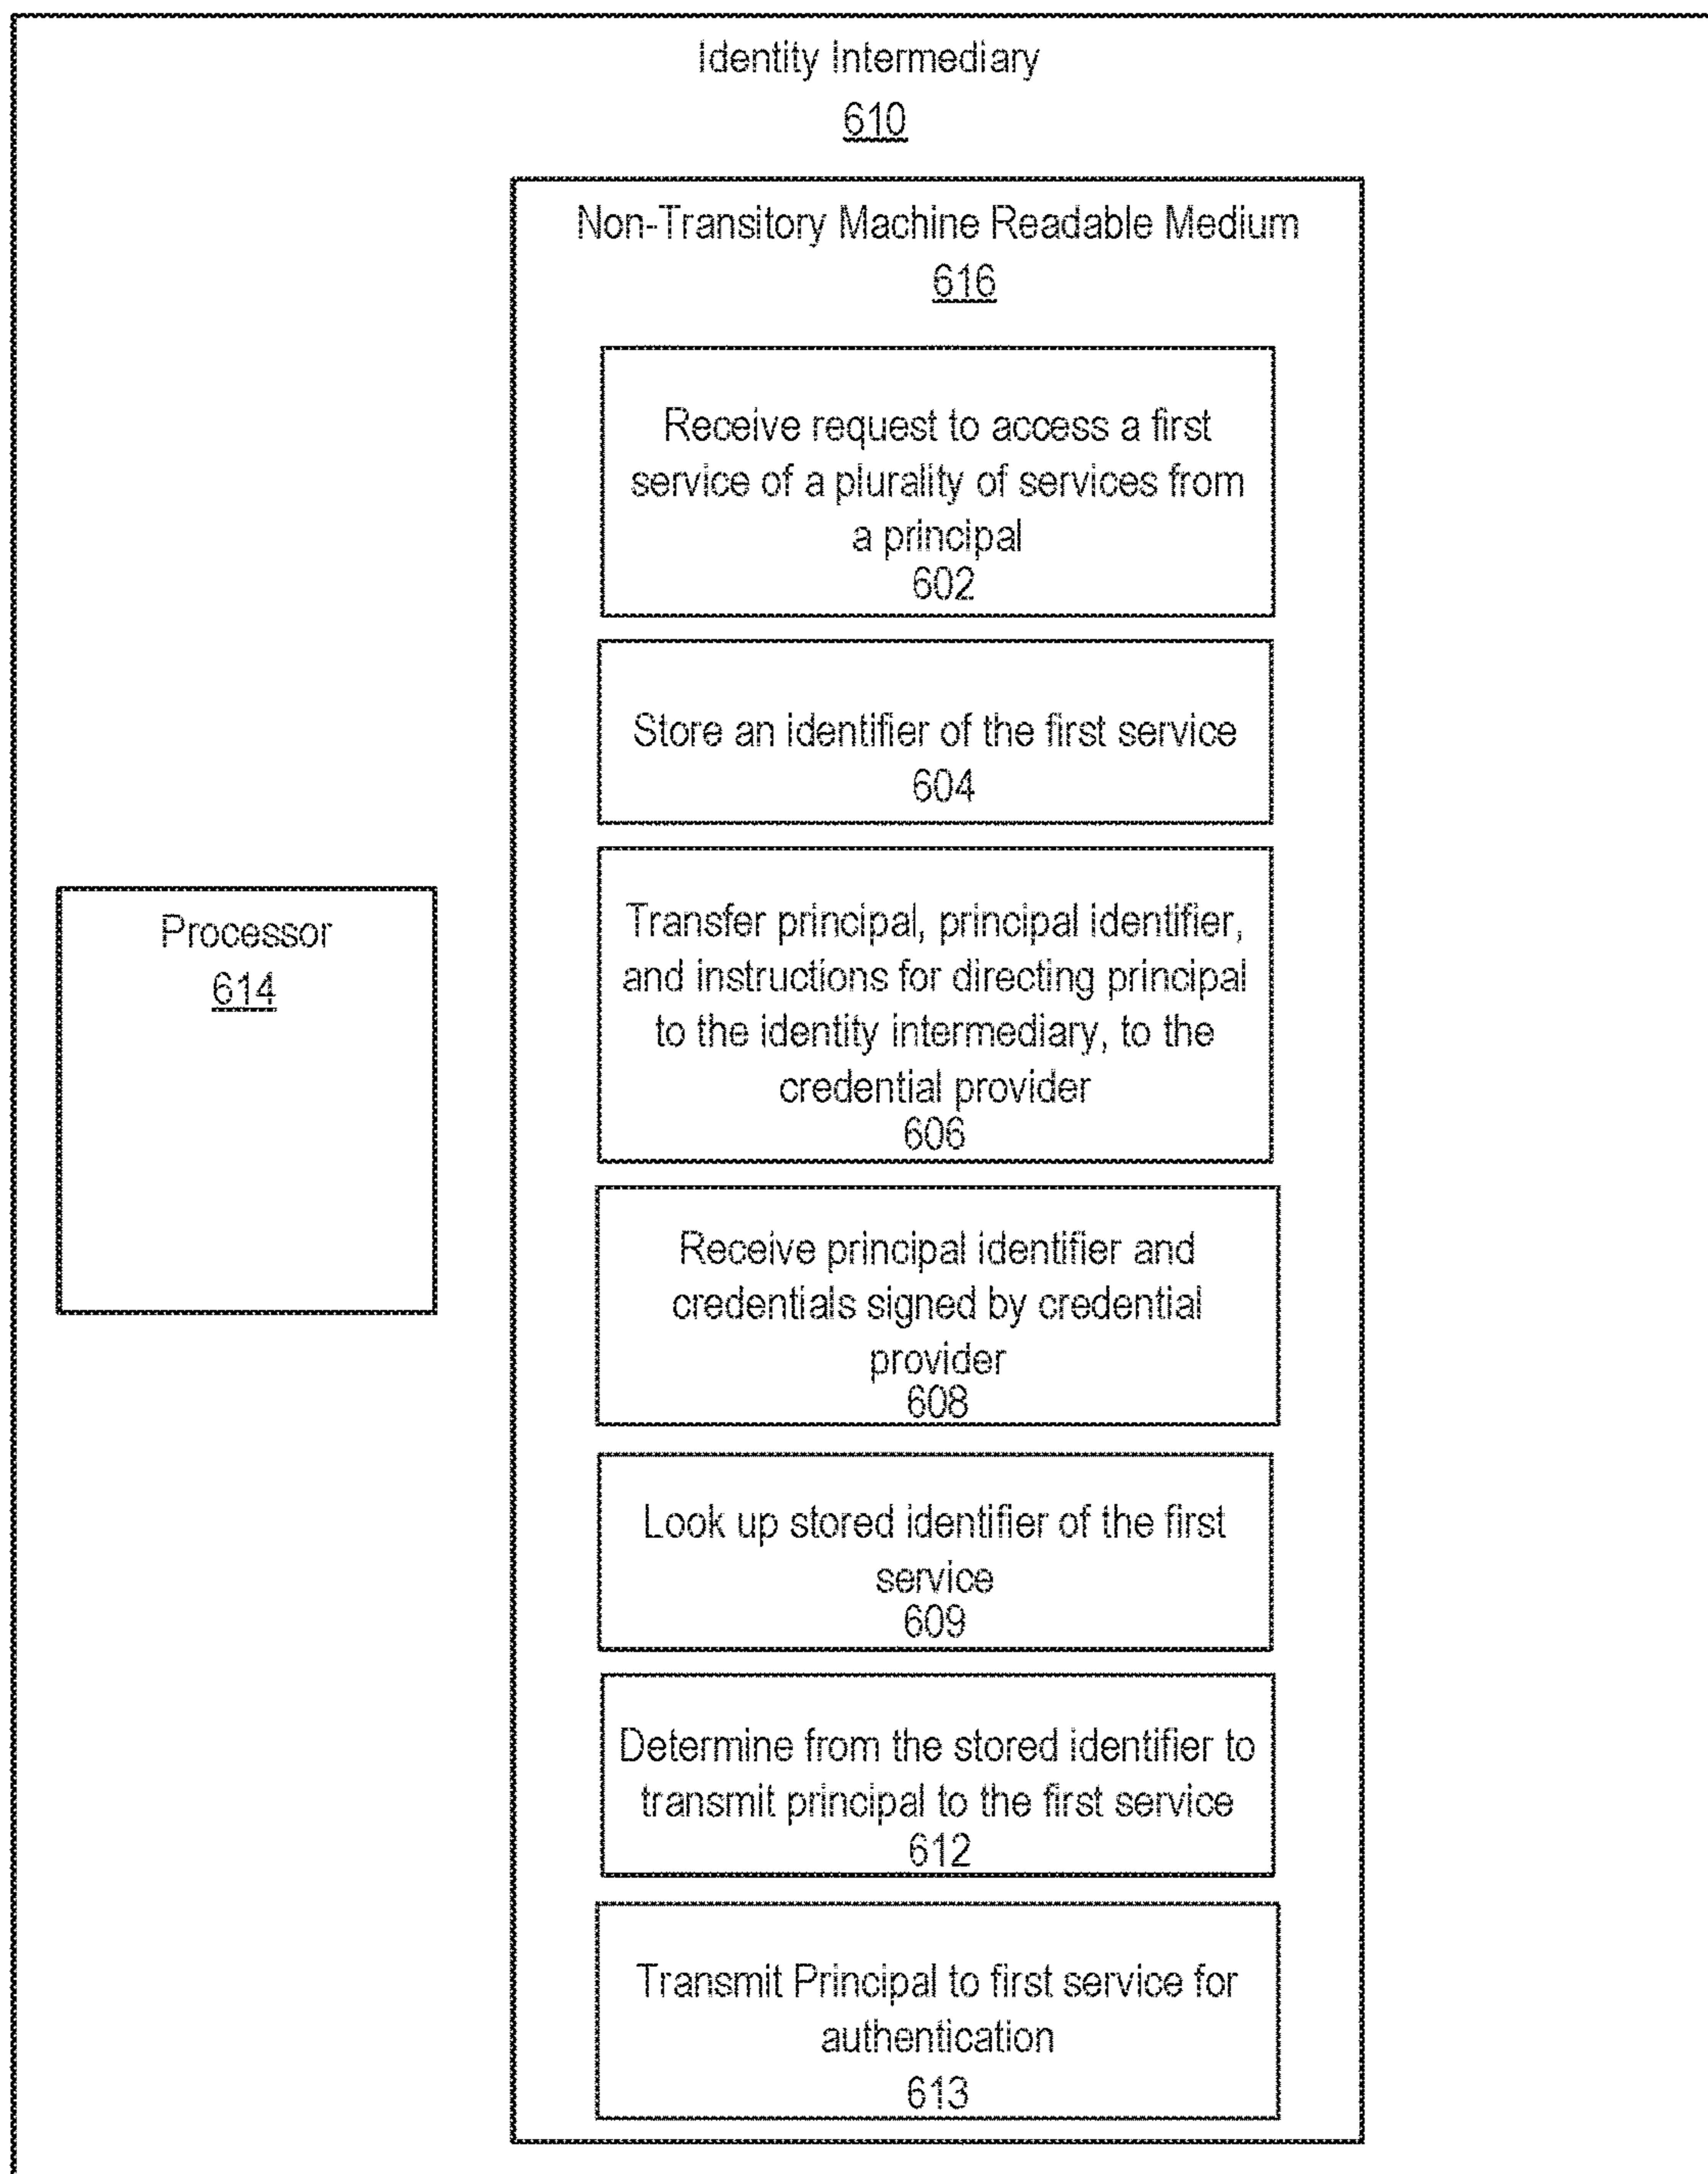 Identity Intermediary
610
Non-Transitory Machine Readable Medium
616
Receive request to access a first
service of a plurality of services from
a principal
602
Store an identifier of the first service
604
Transfer principal, principal identifier,
and instructions for directing principal
to the identity intermediary, to the
credential provider
606
Processor
614
Receive principal identifier and
credentials signed by credential
provider
608
Look up stored identifier of the first
service
609
Determine from the stored identifier to
transmit principal to the first service
612
Transmit Principal to first service for
authentication
613